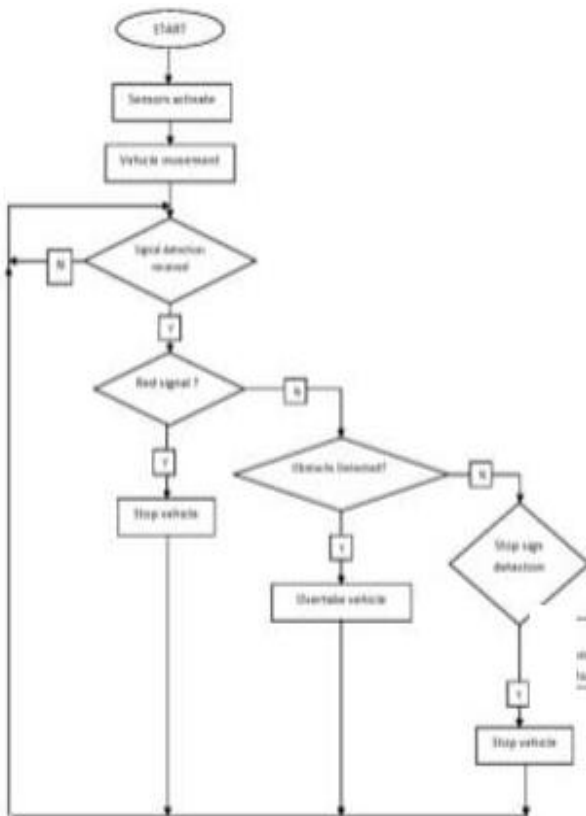 START
Sensors activate
Vehicle movement
Signal detection
received
N
Y
Red signal ?
N
Y
Obstacle Detected?
N
Stop vehicle
Y
Stop sign
detection
Overtake vehicle
Y
Stop vehicle